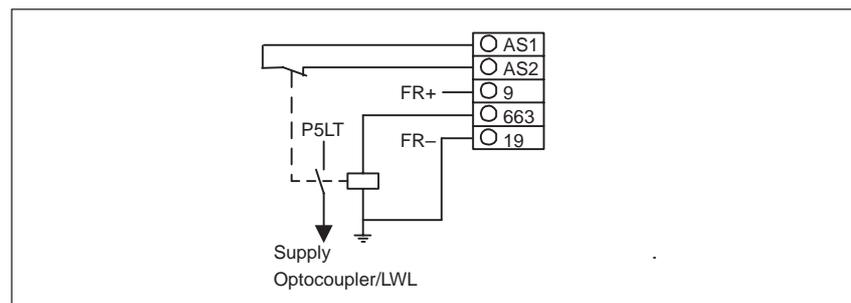 AS1
AS2
FR+ 9
663
P5LT
FR– 19
Supply
Optocoupler/LWL
.